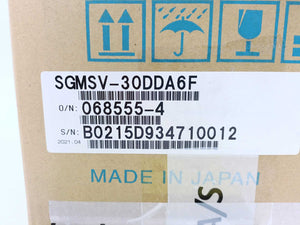 SGMSV-30DDA6F
O/N: 068555-4
S/N: B0215D934710012
2021.04
MADE IN JAPAN